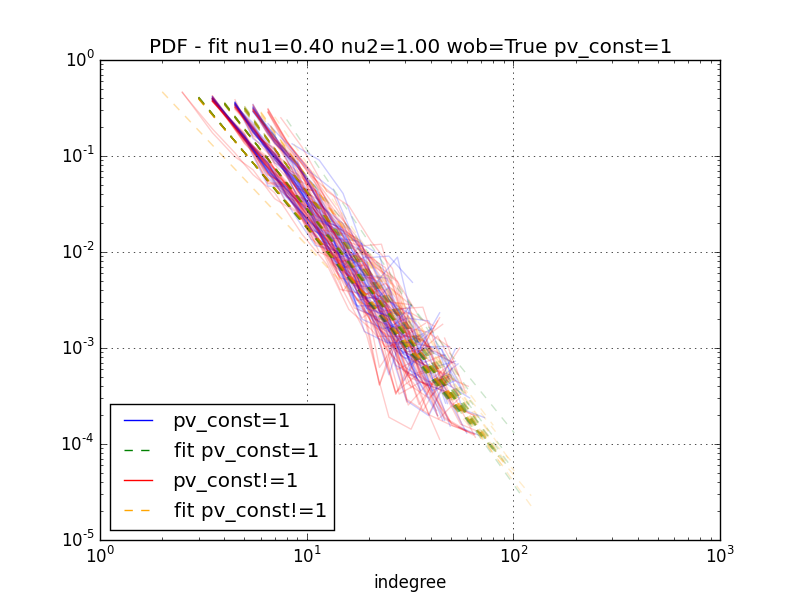 PDF - fit nu1=0.40 nu2=1.00 wob=True pv_const=1
10^0
10^-1
10^-2
10^-3
10^-4
10^-5
pv_const=1
fit pv_const=1
pv_const!=1
fit pv_const!=1
10^0 10^1 10^2 10^3
indegree